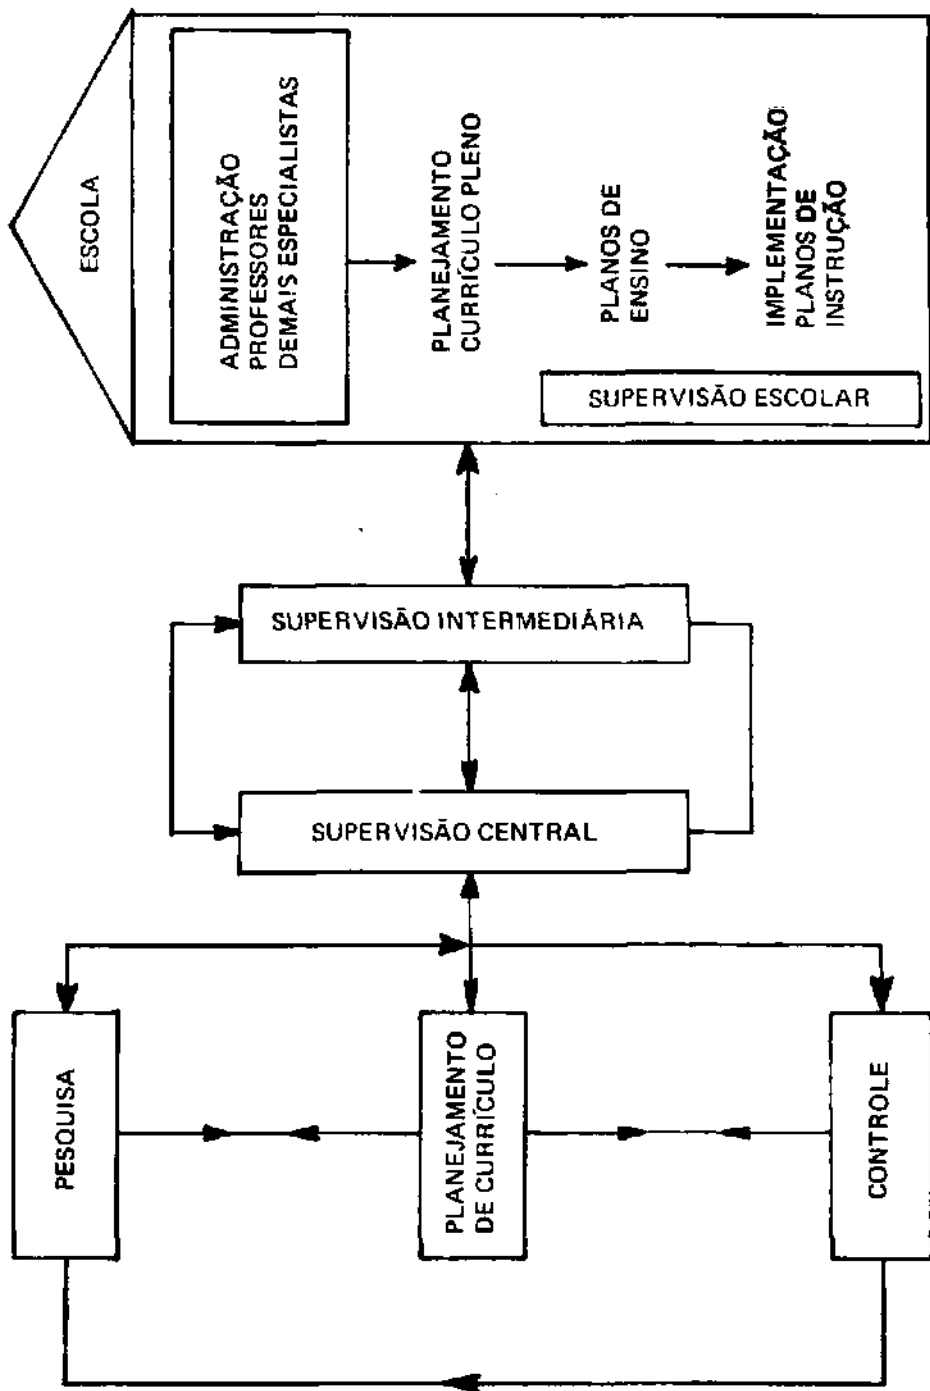 PESQUISA
PLANEJAMENTO
DE CURRÍCULO
CONTROLE
SUPERVISÃO CENTRAL
SUPERVISÃO INTERMEDIÁRIA
ESCOLA
ADMINISTRAÇÃO
PROFESSORES
DEMAIS ESPECIALISTAS
PLANEJAMENTO
CURRÍCULO PLENO
PLANOS DE
ENSINO
IMPLEMENTAÇÃO
PLANOS DE
INSTRUÇÃO
SUPERVISÃO ESCOLAR